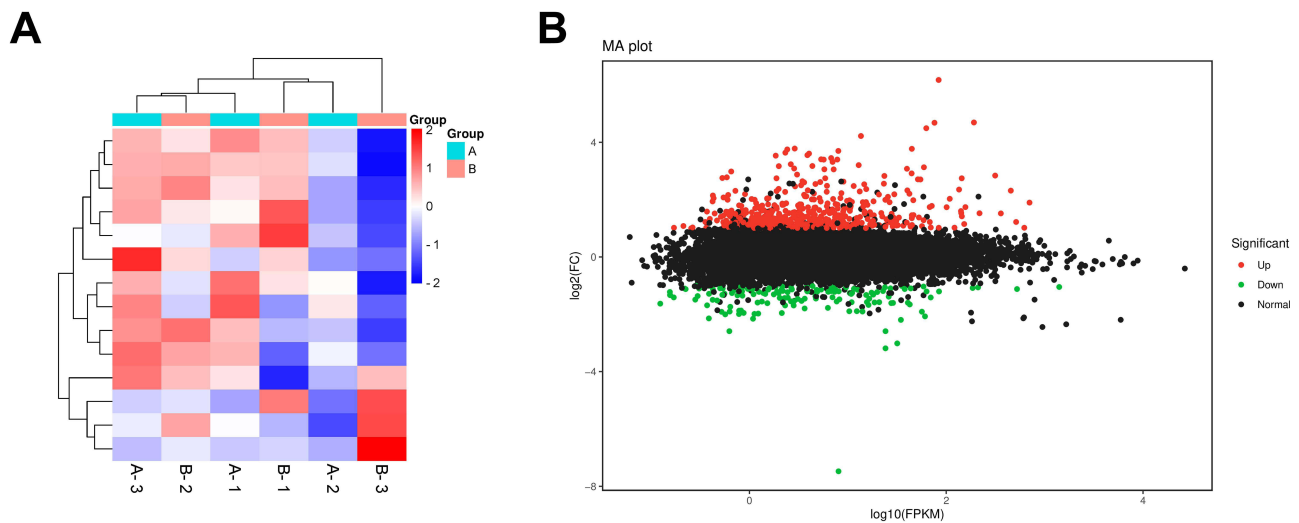 A
B
MA plot
Group
2
1
0
- 1
- 2
Group
A
B
A- 3
B- 2
A- 1
B- 1
A- 2
B- 3
log2(FC)
4
0
−4
−8
0
2
4
log10(FPKM)
Significant
Up
Down
Normal